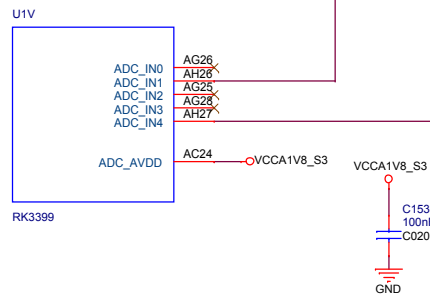 U1V
ADC_IN0 AG26
ADC_IN1 AH26
ADC_IN2 AG25
ADC_IN3 AG28
ADC_IN4 AH27
ADC_AVDD AC24 VCCA1V8_S3
VCCA1V8_S3
RK3399
C153
100n
C020
GND